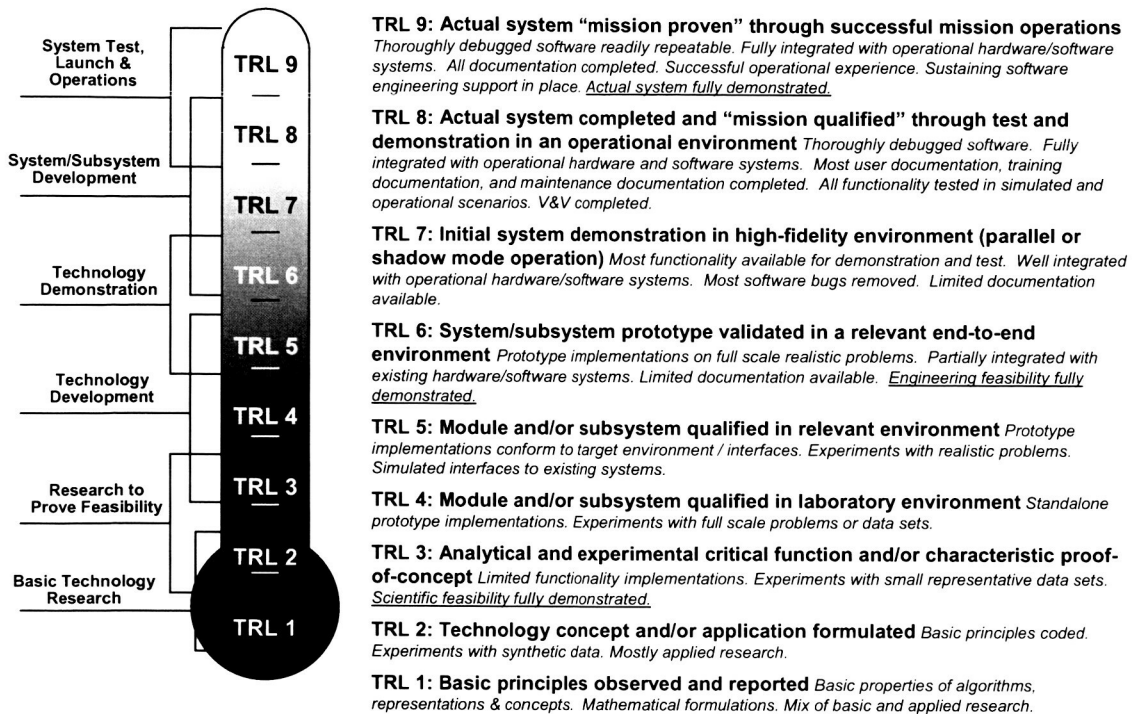 System Test,
Launch &
Operations
System/Subsystem
Development
Technology
Demonstration
Technology
Development
Research to
Prove Feasibility
Basic Technology
Research
TRL 9
TRL 8
TRL 7
TRL 6
TRL 5
TRL 4
TRL 3
TRL 2
TRL 1
TRL 9: Actual system “mission proven” through successful mission operations
Thoroughly debugged software readily repeatable. Fully integrated with operational hardware/software
systems. All documentation completed. Successful operational experience. Sustaining software
engineering support in place. Actual system fully demonstrated.
TRL 8: Actual system completed and “mission qualified” through test and
demonstration in an operational environment Thoroughly debugged software. Fully
integrated with operational hardware and software systems. Most user documentation, training
documentation, and maintenance documentation completed. All functionality tested in simulated and
operational scenarios. V&V completed.
TRL 7: Initial system demonstration in high-fidelity environment (parallel or
shadow mode operation) Most functionality available for demonstration and test. Well integrated
with operational hardware/software systems. Most software bugs removed. Limited documentation
available.
TRL 6: System/subsystem prototype validated in a relevant end-to-end
environment Prototype implementations on full scale realistic problems. Partially integrated with
existing hardware/software systems. Limited documentation available. Engineering feasibility fully
demonstrated.
TRL 5: Module and/or subsystem qualified in relevant environment Prototype
implementations conform to target environment / interfaces. Experiments with realistic problems.
Simulated interfaces to existing systems.
TRL 4: Module and/or subsystem qualified in laboratory environment Standalone
prototype implementations. Experiments with full scale problems or data sets.
TRL 3: Analytical and experimental critical function and/or characteristic proof-
of-concept Limited functionality implementations. Experiments with small representative data sets.
Scientific feasibility fully demonstrated.
TRL 2: Technology concept and/or application formulated Basic principles coded.
Experiments with synthetic data. Mostly applied research.
TRL 1: Basic principles observed and reported Basic properties of algorithms,
representations & concepts. Mathematical formulations. Mix of basic and applied research.